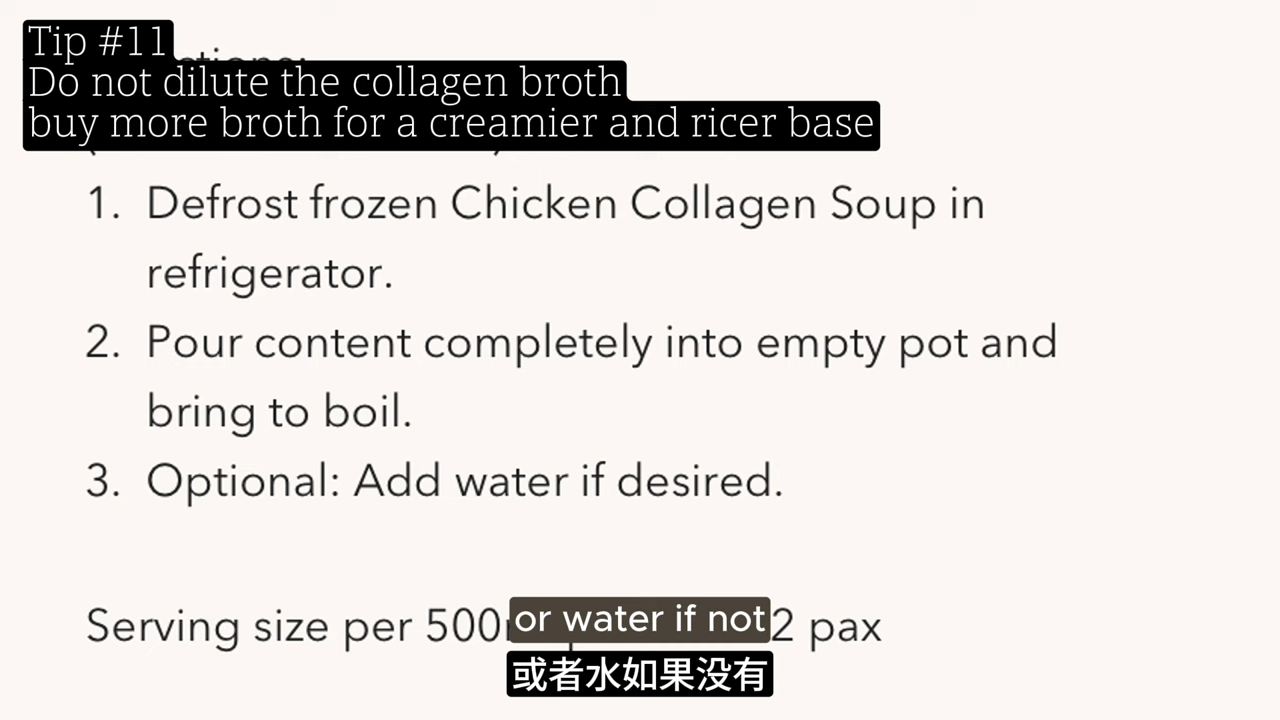 Tip #11
Do not dilute the collagen broth
buy more broth for a creamier and ricer base
1. Defrost frozen Chicken Collagen Soup in
refrigerator.
2. Pour content completely into empty pot and
bring to boil.
3. Optional: Add water if desired.
Serving size per 2 pax
or water if not
或者水如果没有